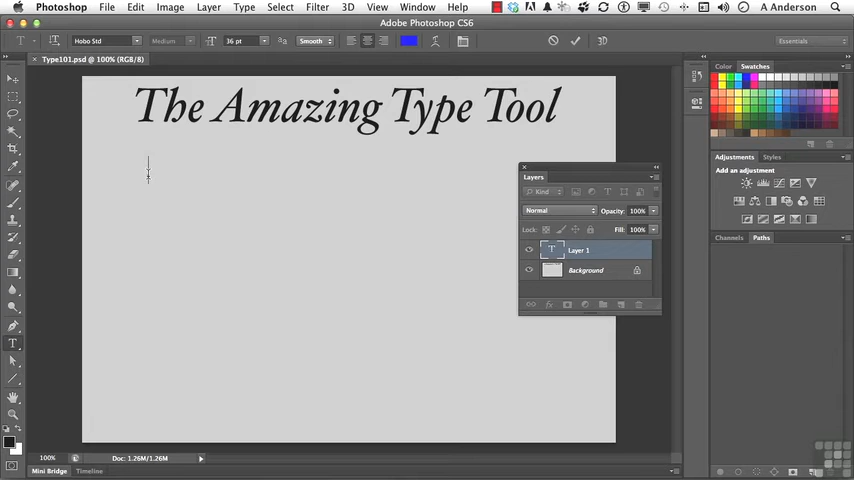 Photoshop File Edit Image Layer Type Select Filter 3D View Window Help A Anderson
Adobe Photoshop CS6
T Hobo Std Medium 36 pt aa Smooth 3D Essentials
Type101.psd @ 100% (RGB/8)
Color Swatches
The Amazing Type Tool
Adjustments Styles
Add an adjustment
Layers
Kind
Normal Opacity: 100%
Lock: Fill: 100%
Channels Paths
T Layer 1
Background
100% Doc: 1.26M/1.26M
Mini Bridge Timeline